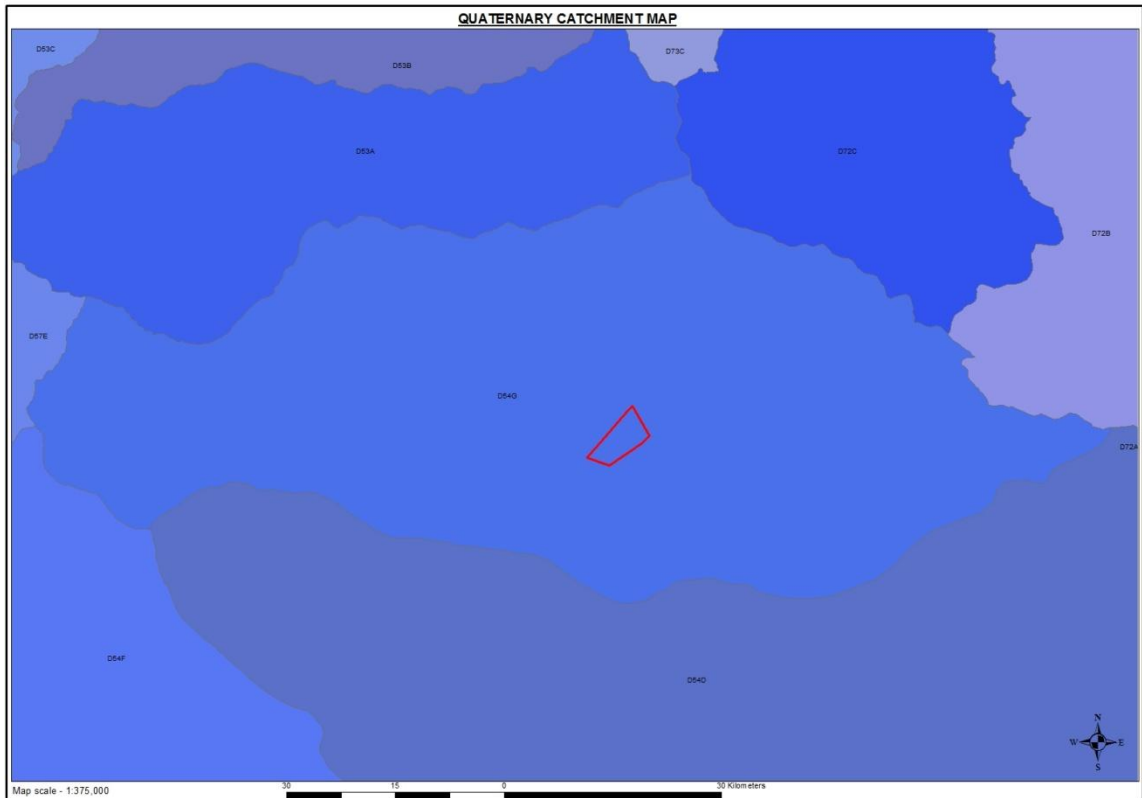 QUATERNARY CATCHMENT MAP
D53C
D53B
D73C
D53A
D72C
D72B
D57E
D54G
D72A
D54F
D54D
N
W E
S
Map scale - 1:375,000
30 15 0 30 Kilometers